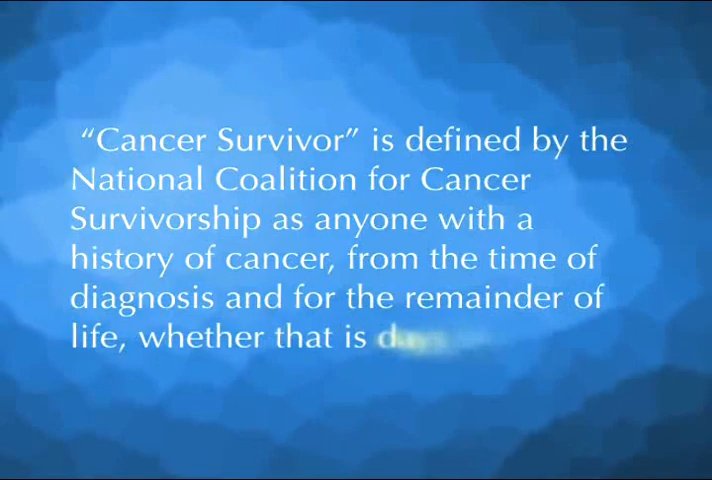 “Cancer Survivor” is defined by the
National Coalition for Cancer
Survivorship as anyone with a
history of cancer, from the time of
diagnosis and for the remainder of
life, whether that is days